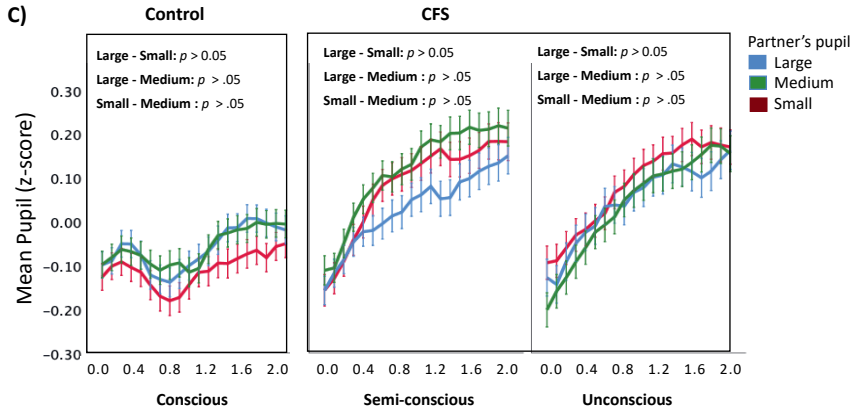 C)
Control
CFS
Large - Small: p > 0.05
Large - Medium : p > .05
Small - Medium : p > .05
Large - Small: p > 0.05
Large - Medium : p > .05
Small - Medium : p > .05
Large - Small: p > 0.05
Large - Medium : p > .05
Small - Medium : p > .05
Partner's pupil
Large
Medium
Small
Mean Pupil (z-score)
0.30
0.20
0.10
0.00
–0.10
–0.20
–0.30
0.0 0.4 0.8 1.2 2.0
0.0 0.4 0.8 1.2 1.6 2.0
0.0 0.4 0.8 1.2 1.6 2.0
Conscious
Semi-conscious
Unconscious